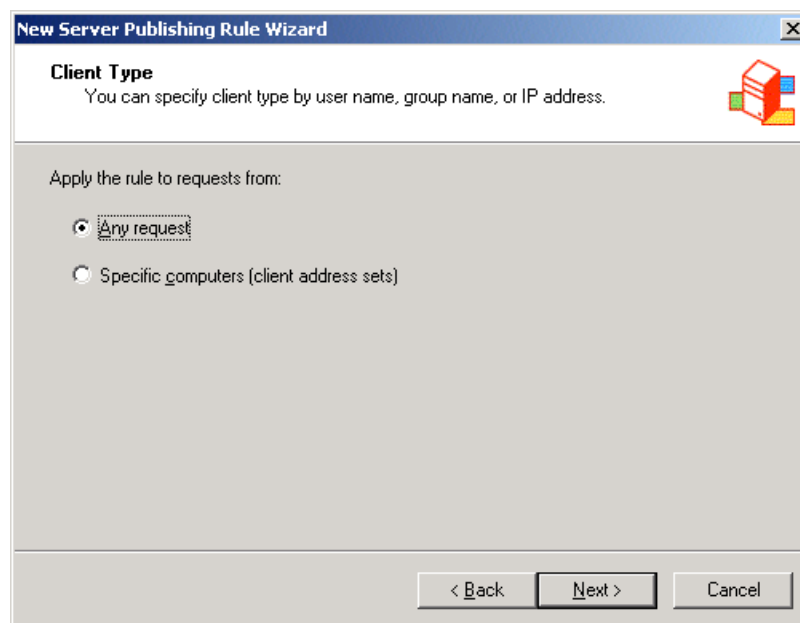 New Server Publishing Rule Wizard
Client Type
You can specify client type by user name, group name, or IP address.
Apply the rule to requests from:
Any request
Specific computers (client address sets)
< Back
Next >
Cancel